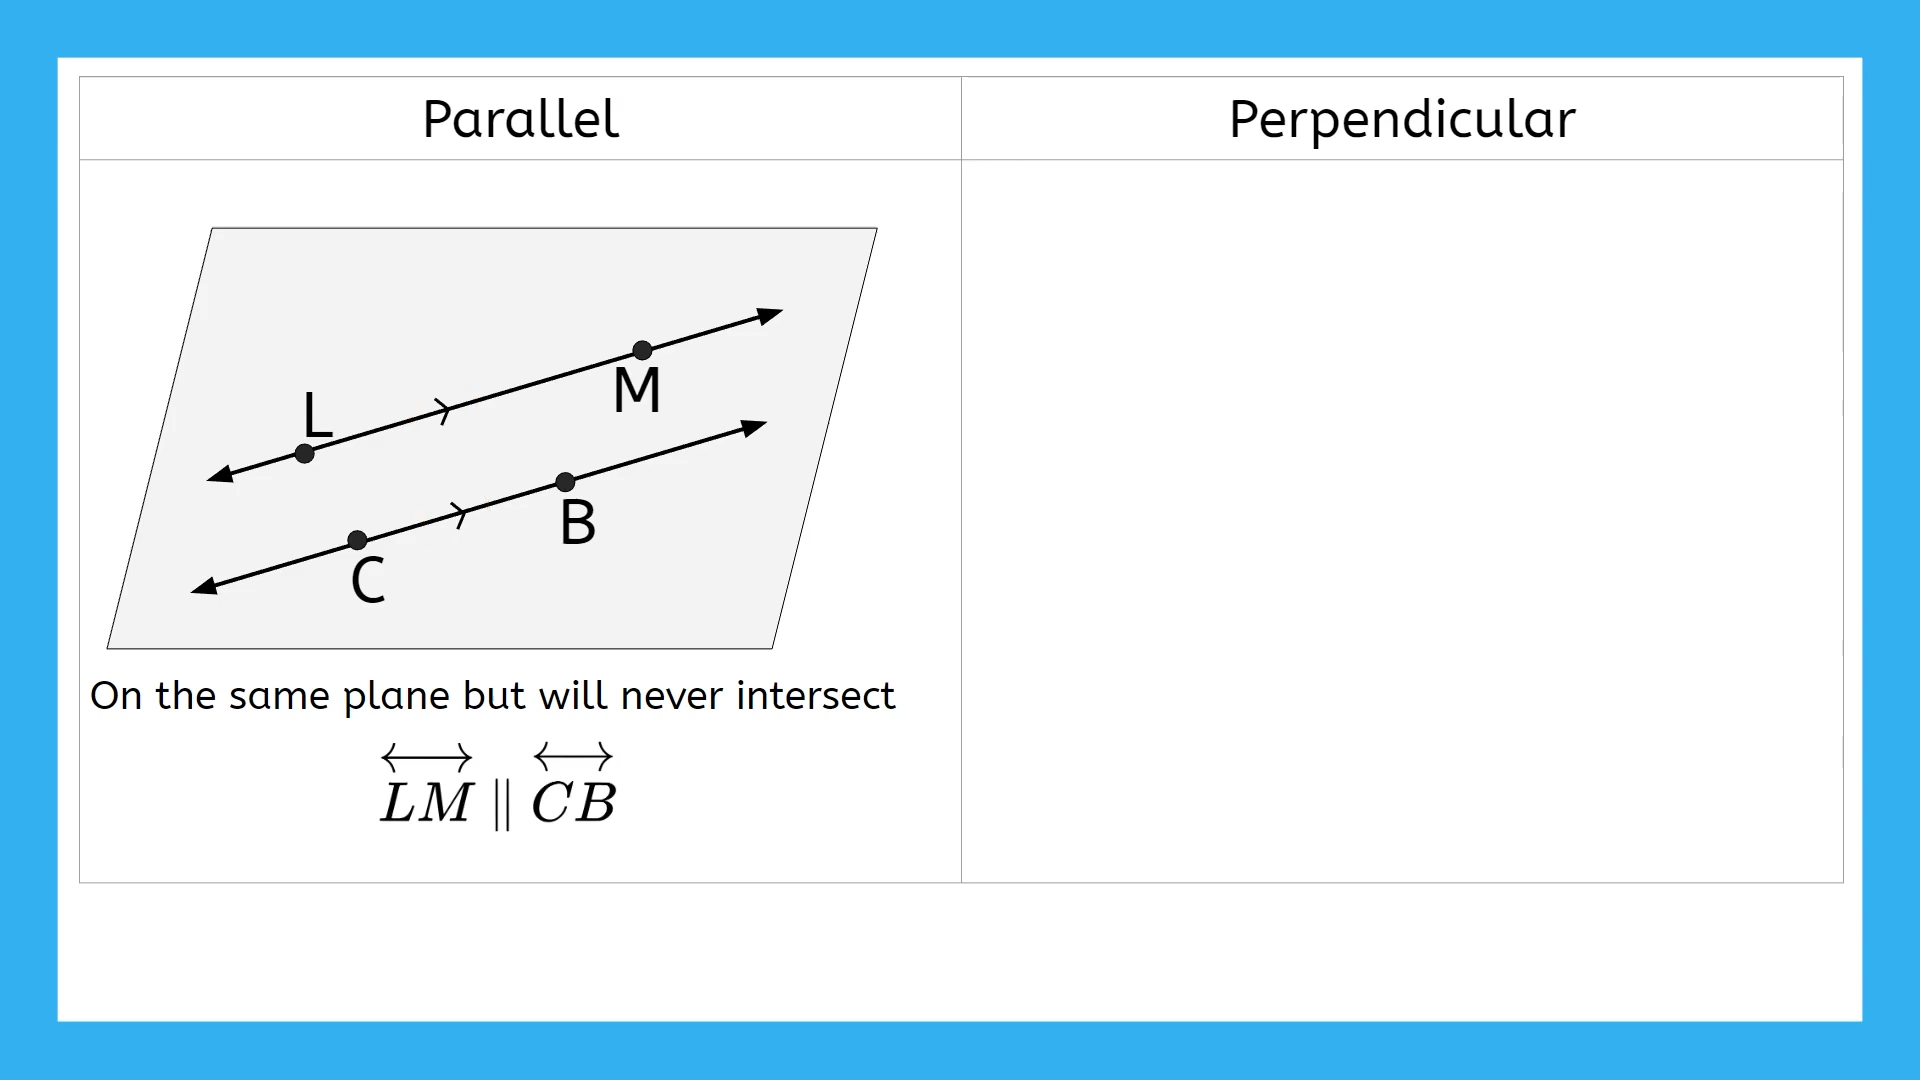 Parallel
Perpendicular
L
M
B
C
On the same plane but will never intersect
LM ∥ CB